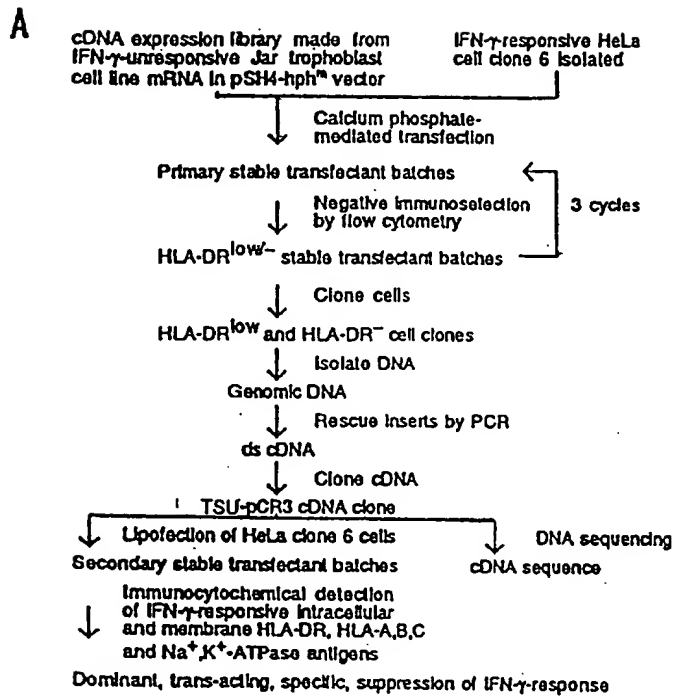 A
cDNA expression library made from
IFN-γ-unresponsive Jar trophoblast
cell line mRNA in pSH4-hphᵐ vector
IFN-γ-responsive HeLa
cell clone 6 isolated
Calcium phosphate-
mediated transfection
Primary stable transfectant batches
Negative immunoselection
by flow cytometry
3 cycles
HLA-DRlow/- stable transfectant batches
Clone cells
HLA-DRlow and HLA-DR- cell clones
Isolate DNA
Genomic DNA
Rescue inserts by PCR
ds cDNA
Clone cDNA
TSU-pCR3 cDNA clone
Lipofection of HeLa clone 6 cells
DNA sequencing
Secondary stable transfectant batches
cDNA sequence
Immunocytochemical detection
of IFN-γ-responsive intracellular
and membrane HLA-DR, HLA-A,B,C
and Na⁺,K⁺-ATPase antigens
Dominant, trans-acting, specific, suppression of IFN-γ-response